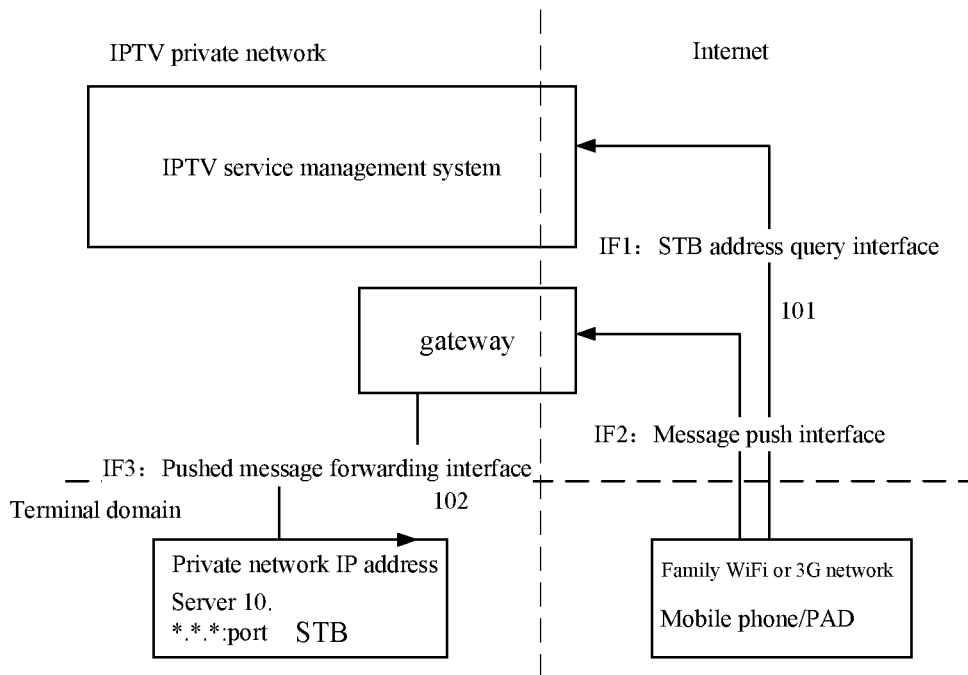 IPTV private network
Internet
IPTV service management system
IF1: STB address query interface
101
gateway
IF2: Message push interface
IF3: Pushed message forwarding interface
102
Terminal domain
Private network IP address
Server 10.
*.*.*:port STB
Family WiFi or 3G network
Mobile phone/PAD